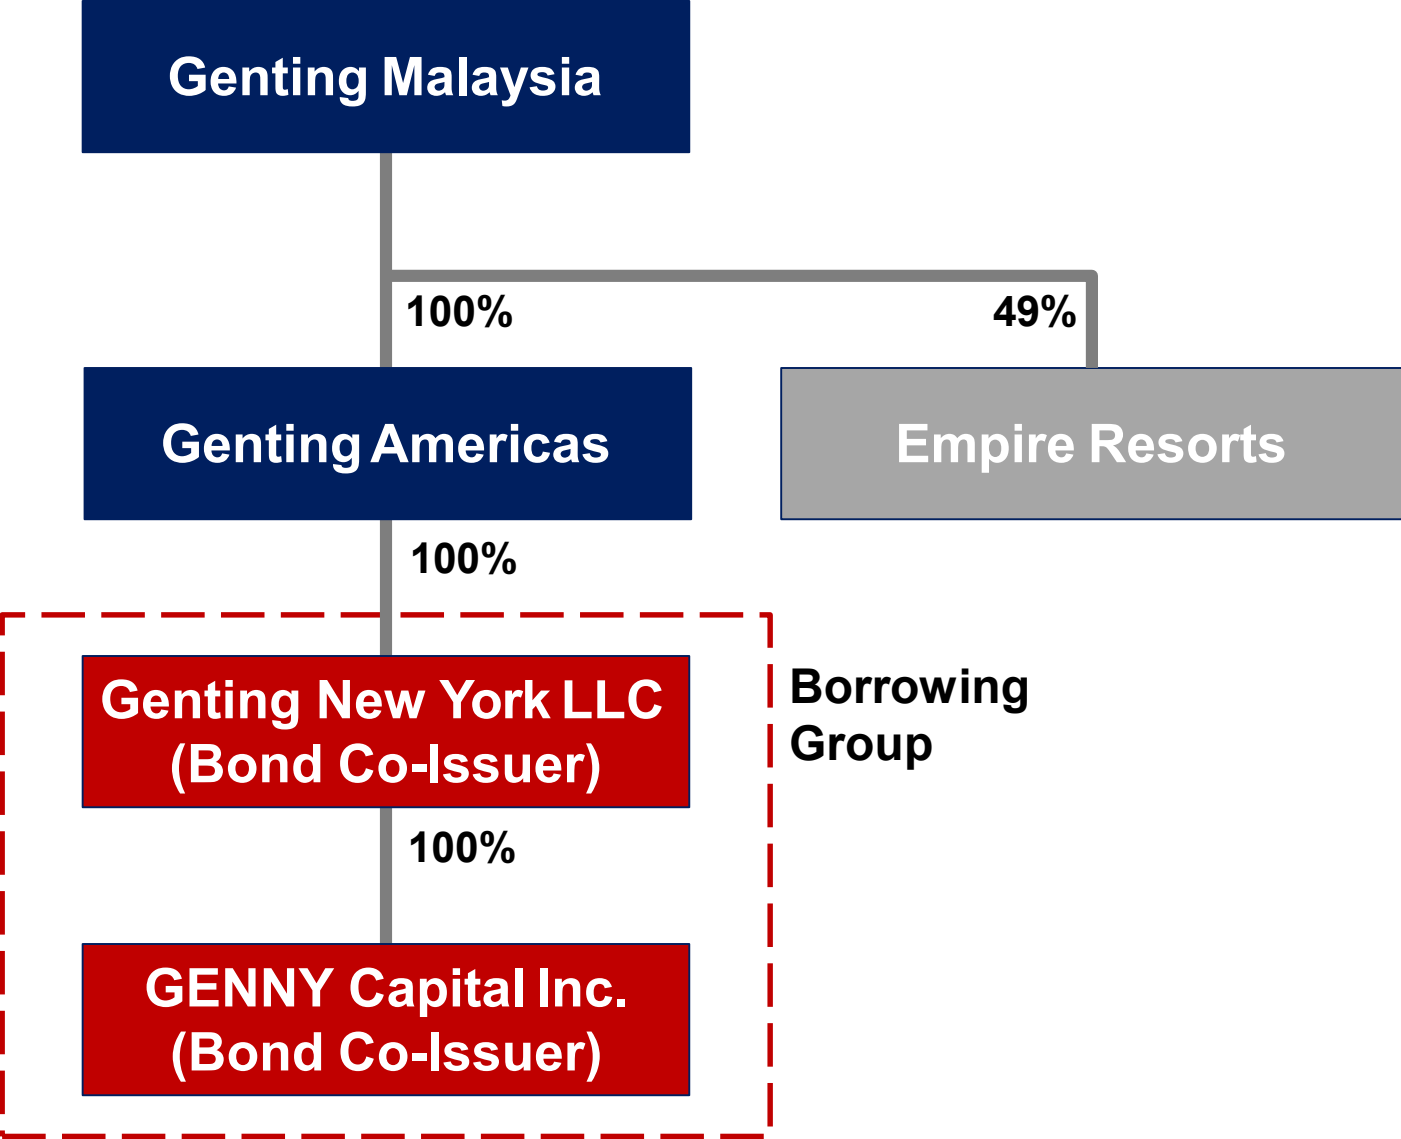 Genting Malaysia
100%
49%
Genting Americas
Empire Resorts
100%
Genting New York LLC
(Bond Co-Issuer)
Borrowing
Group
100%
GENNY Capital Inc.
(Bond Co-Issuer)